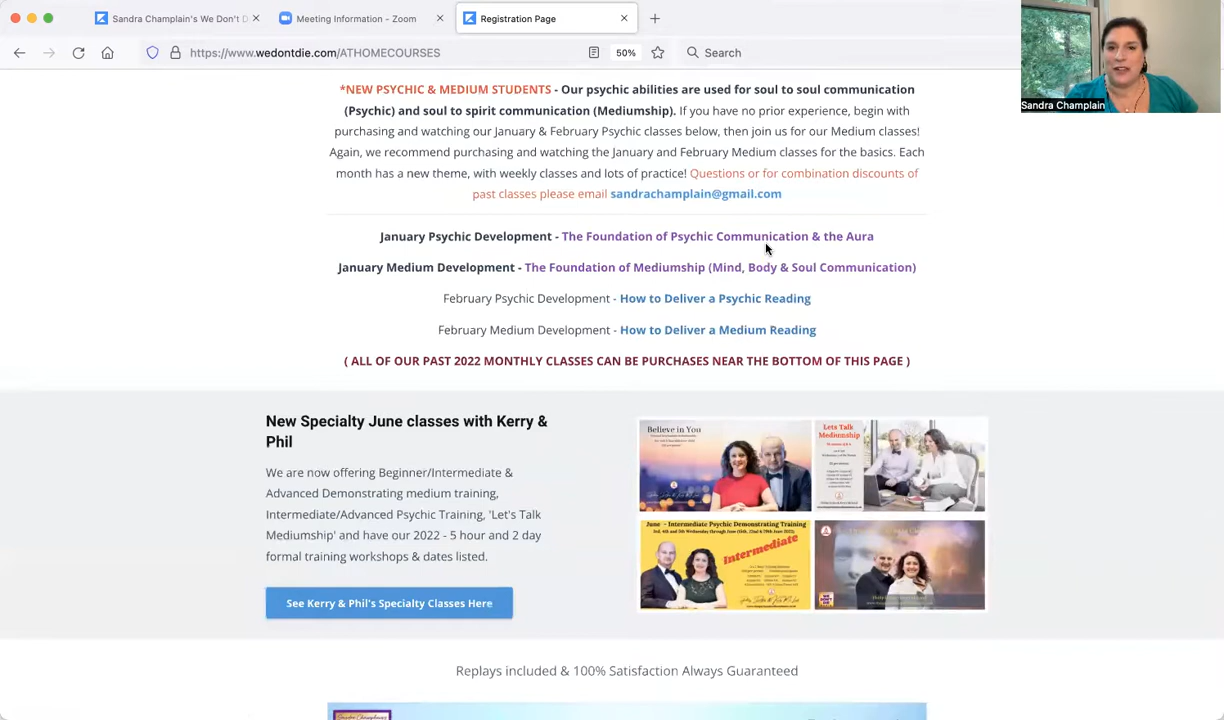 Sandra Champlain's We Don't D
Meeting Information - Zoom
Registration Page
https://www.wedontdie.com/ATHOMECOURSES
50%
Search
Sandra Champlain
*NEW PSYCHIC & MEDIUM STUDENTS - Our psychic abilities are used for soul to soul communication
(Psychic) and soul to spirit communication (Mediumship). If you have no prior experience, begin with
purchasing and watching our January & February Psychic classes below, then join us for our Medium classes!
Again, we recommend purchasing and watching the January and February Medium classes for the basics. Each
month has a new theme, with weekly classes and lots of practice! Questions or for combination discounts of
past classes please email sandrachamplain@gmail.com
January Psychic Development - The Foundation of Psychic Communication & the Aura
January Medium Development - The Foundation of Mediumship (Mind, Body & Soul Communication)
February Psychic Development - How to Deliver a Psychic Reading
February Medium Development - How to Deliver a Medium Reading
( ALL OF OUR PAST 2022 MONTHLY CLASSES CAN BE PURCHASES NEAR THE BOTTOM OF THIS PAGE )
New Specialty June classes with Kerry &
Phil
We are now offering Beginner/Intermediate &
Advanced Demonstrating medium training,
Intermediate/Advanced Psychic Training, 'Let's Talk
Mediumship' and have our 2022 - 5 hour and 2 day
formal training workshops & dates listed.
See Kerry & Phil's Specialty Classes Here
Believe in You
Lets Talk
Mediumship
June - Intermediate Psychic Demonstrating Training
Intermediate
Replays included & 100% Satisfaction Always Guaranteed
Sandra Champlain's